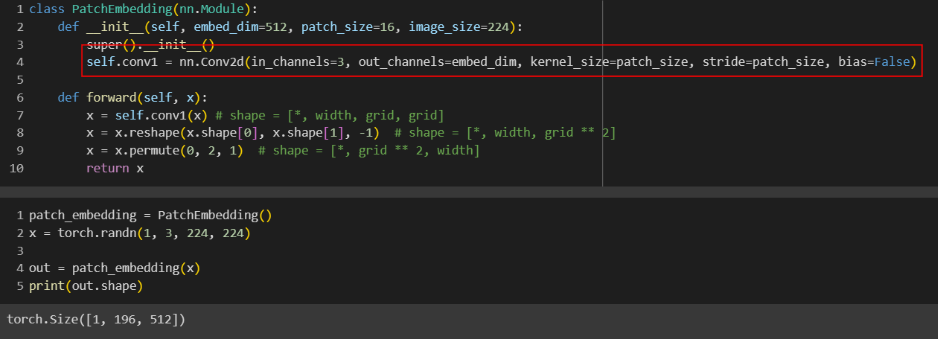 1 class PatchEmbedding(nn.Module):
2     def __init__(self, embed_dim=512, patch_size=16, image_size=224):
3         super().__init__()
4         self.conv1 = nn.Conv2d(in_channels=3, out_channels=embed_dim, kernel_size=patch_size, stride=patch_size, bias=False)
5
6     def forward(self, x):
7         x = self.conv1(x) # shape = [*, width, grid, grid]
8         x = x.reshape(x.shape[0], x.shape[1], -1)  # shape = [*, width, grid ** 2]
9         x = x.permute(0, 2, 1)  # shape = [*, grid ** 2, width]
10         return x
1 patch_embedding = PatchEmbedding()
2 x = torch.randn(1, 3, 224, 224)
3
4 out = patch_embedding(x)
5 print(out.shape)
torch.Size([1, 196, 512])